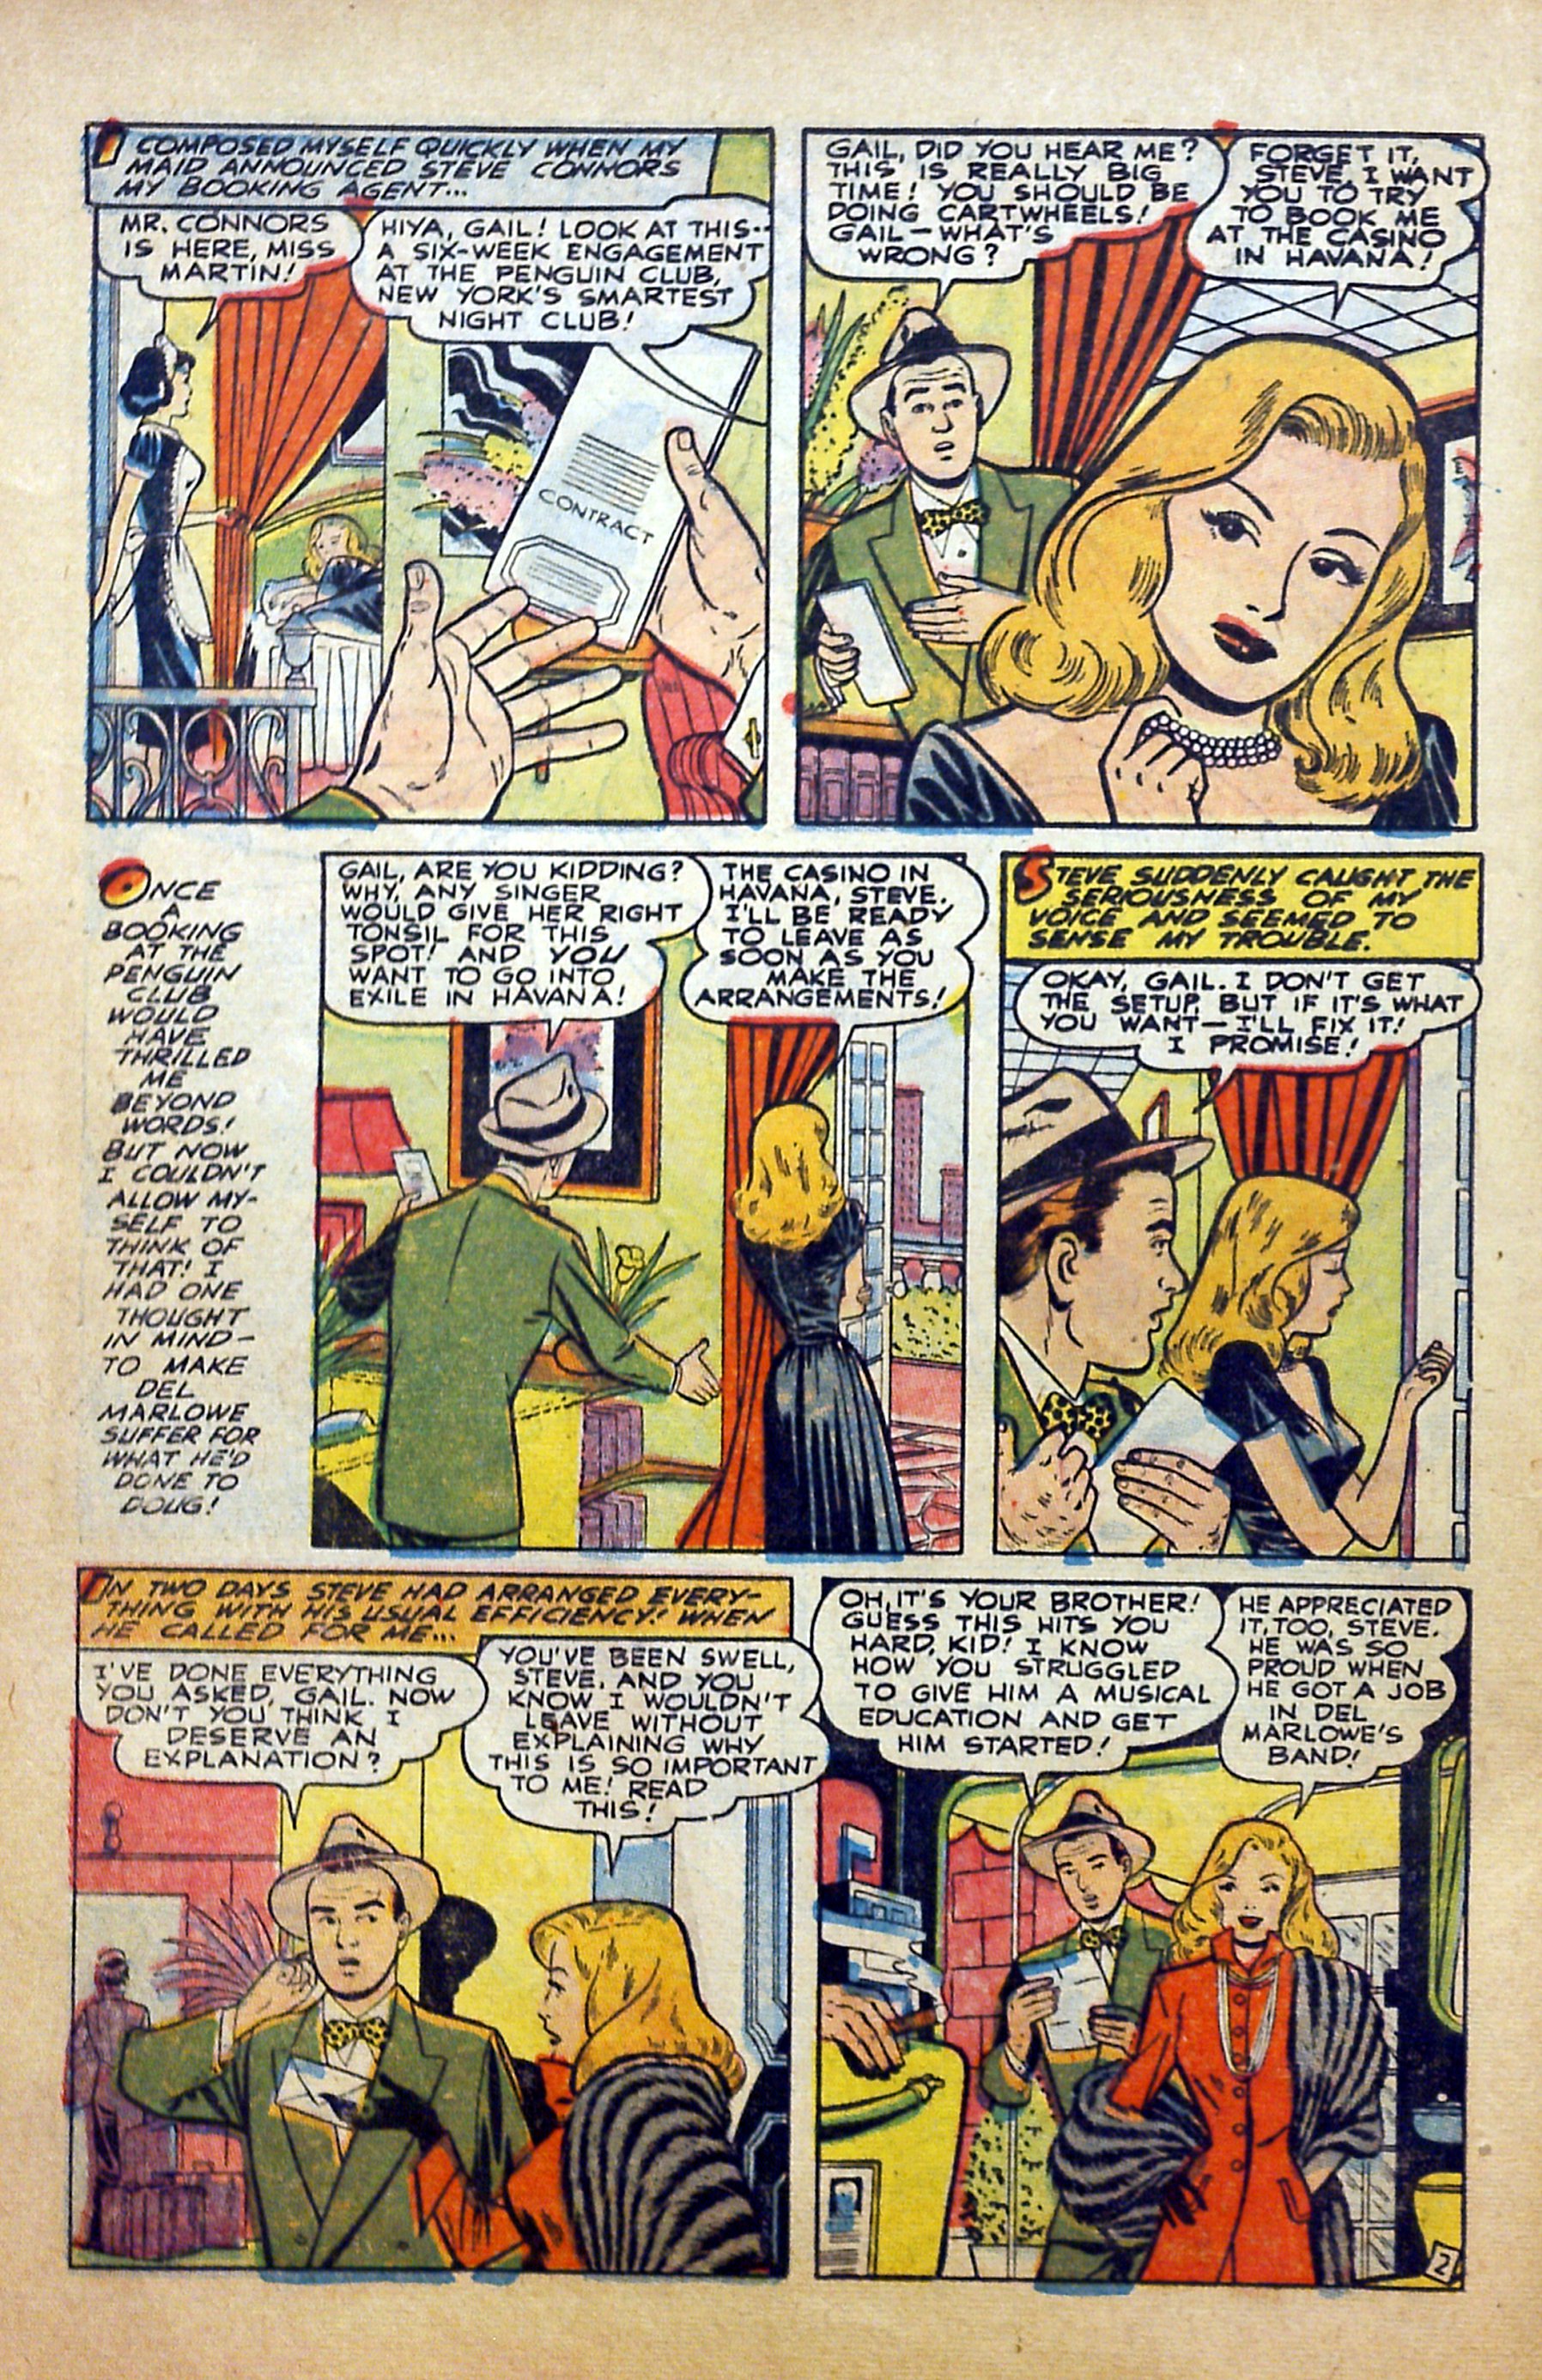 I COMPOSED MYSELF QUICKLY WHEN MY
MAID ANNOUNCED STEVE CONNORS
MY BOOKING AGENT...
MR. CONNORS
IS HERE, MISS
MARTIN!
HIYA, GAIL! LOOK AT THIS--
A SIX-WEEK ENGAGEMENT
AT THE PENGUIN CLUB,
NEW YORK'S SMARTEST
NIGHT CLUB!
CONTRACT
GAIL, DID YOU HEAR ME?
THIS IS REALLY BIG
TIME! YOU SHOULD BE
DOING CARTWHEELS!
GAIL—WHAT'S
WRONG?
FORGET IT,
STEVE, I WANT
YOU TO TRY
TO BOOK ME
AT THE CASINO
IN HAVANA!
ONCE
A
BOOKING
AT THE
PENGUIN
CLUB
WOULD
HAVE
THRILLED
ME
BEYOND
WORDS!
BUT NOW
I COULDN'T
ALLOW MY-
SELF TO
THINK OF
THAT! I
HAD ONE
THOUGHT
IN MIND—
TO MAKE
DEL
MARLOWE
SUFFER FOR
WHAT HE'D
DONE TO
DOUG!
GAIL, ARE YOU KIDDING?
WHY, ANY SINGER
WOULD GIVE HER RIGHT
TONSIL FOR THIS
SPOT! AND YOU
WANT TO GO INTO
EXILE IN HAVANA!
THE CASINO IN
HAVANA, STEVE.
I'LL BE READY
TO LEAVE AS
SOON AS YOU
MAKE THE
ARRANGEMENTS!
STEVE SUDDENLY CAUGHT THE
SERIOUSNESS OF MY
VOICE AND SEEMED TO
SENSE MY TROUBLE.
OKAY, GAIL. I DON'T GET
THE SETUP. BUT IF IT'S WHAT
YOU WANT—I'LL FIX IT!
I PROMISE!
IN TWO DAYS STEVE HAD ARRANGED EVERY-
THING WITH HIS USUAL EFFICIENCY! WHEN
HE CALLED FOR ME...
I'VE DONE EVERYTHING
YOU ASKED, GAIL. NOW
DON'T YOU THINK I
DESERVE AN
EXPLANATION?
YOU'VE BEEN SWELL,
STEVE, AND YOU
KNOW I WOULDN'T
LEAVE WITHOUT
EXPLAINING WHY
THIS IS SO IMPORTANT
TO ME! READ
THIS!
OH, IT'S YOUR BROTHER!
GUESS THIS HITS YOU
HARD, KID! I KNOW
HOW YOU STRUGGLED
TO GIVE HIM A MUSICAL
EDUCATION AND GET
HIM STARTED!
HE APPRECIATED
IT, TOO, STEVE.
HE WAS SO
PROUD WHEN
HE GOT A JOB
IN DEL
MARLOWE'S
BAND!
2